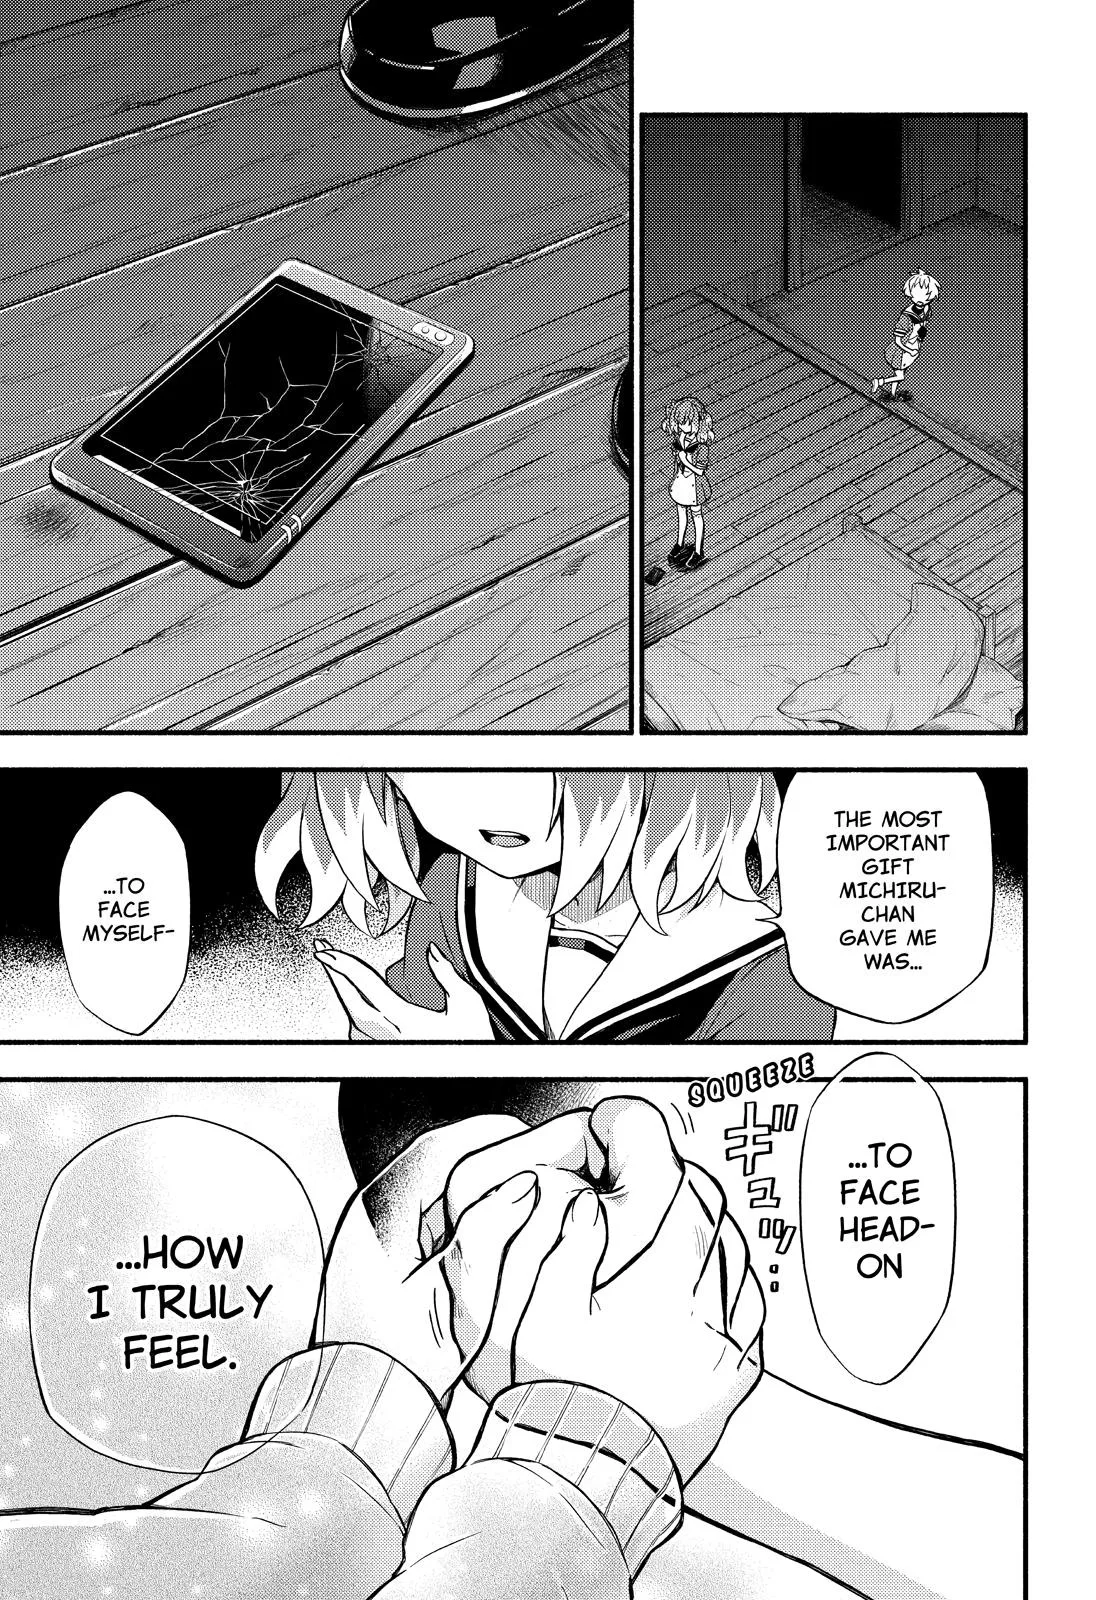 THE MOST
IMPORTANT
GIFT
MICHIRU-
CHAN
GAVE ME
WAS...
...TO
FACE
MYSELF-
...TO
FACE
HEAD-
ON
SQUEEZE
ギュッ..
...HOW
I TRULY
FEEL.